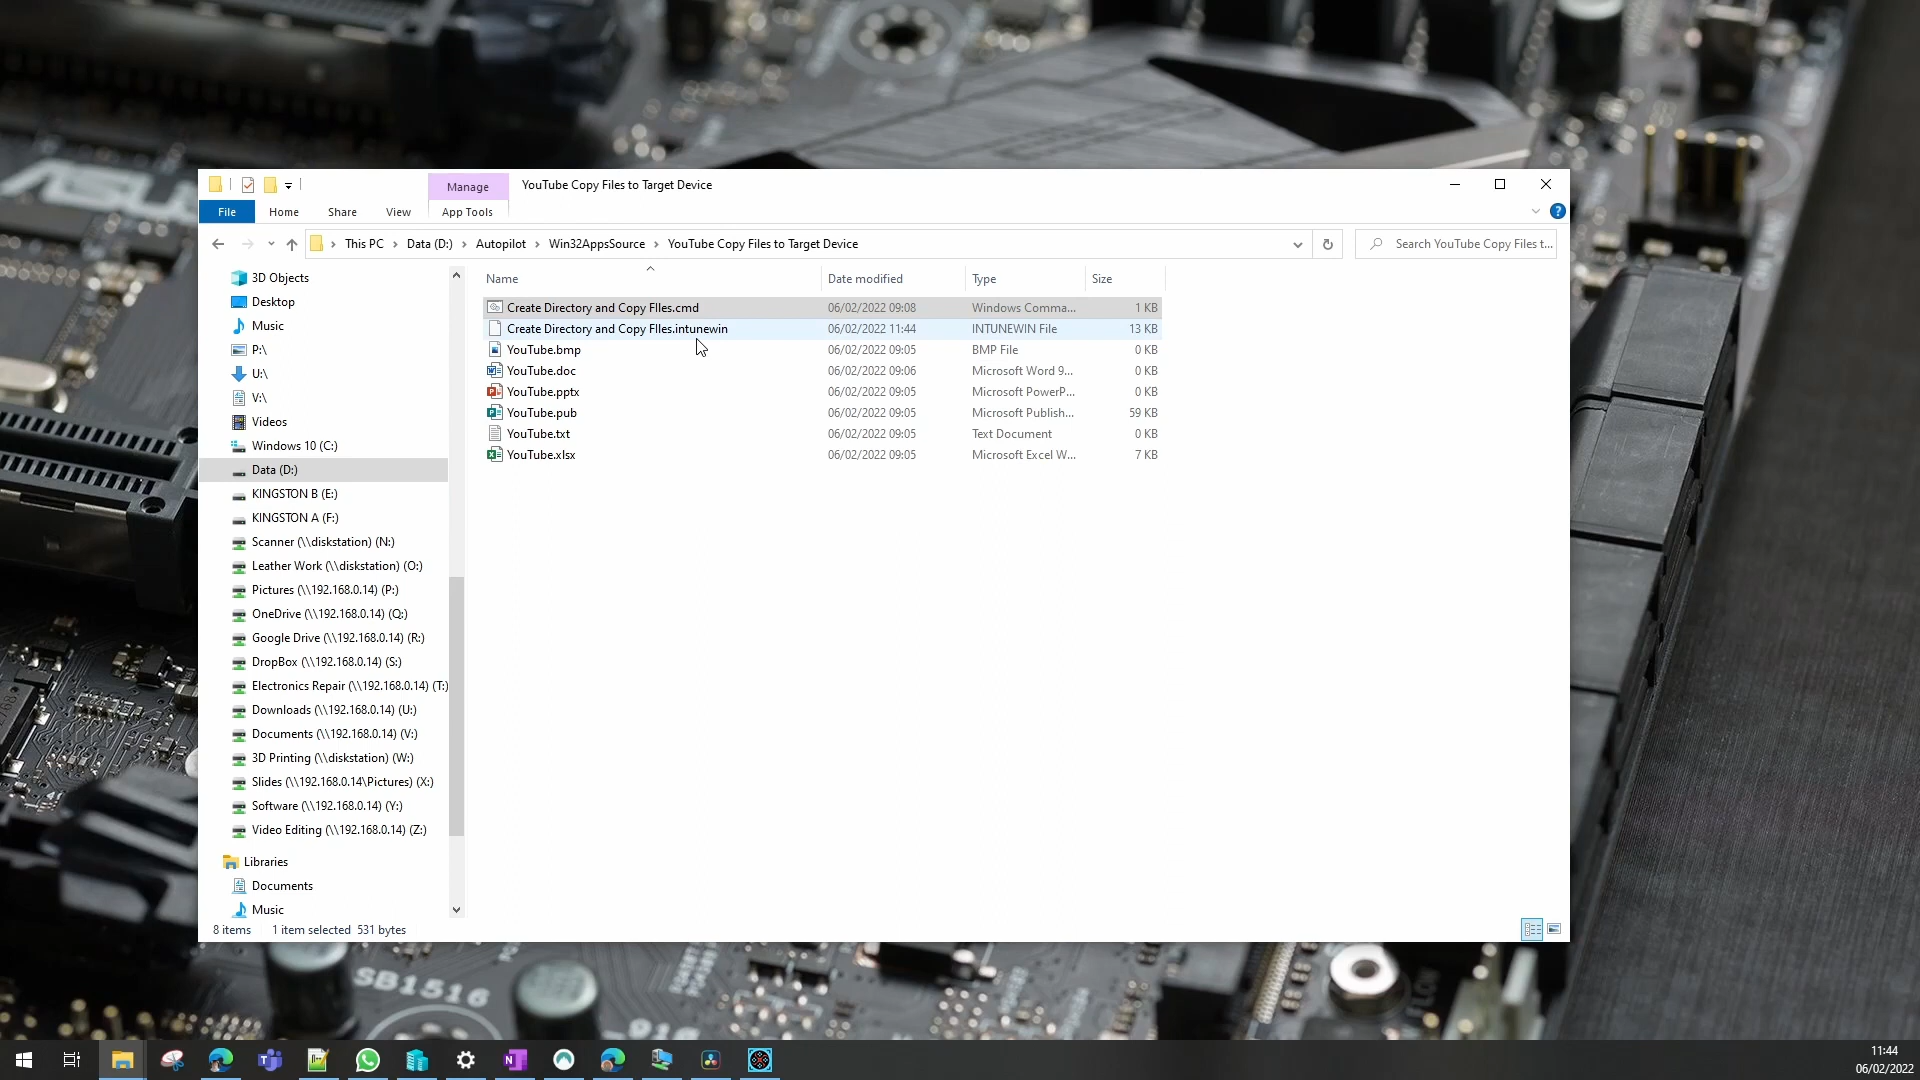 Manage
YouTube Copy Files to Target Device
File
Home
Share
View
App Tools
This PC
Data (D:)
Autopilot
Win32AppsSource
YouTube Copy Files to Target Device
Search YouTube Copy Files t...
3D Objects
Desktop
Music
P:\
U:\
V:\
Videos
Windows 10 (C:)
Data (D:)
KINGSTON B (E:)
KINGSTON A (F:)
Scanner (\\diskstation) (N:)
Leather Work (\\diskstation) (O:)
Pictures (\\192.168.0.14) (P:)
OneDrive (\\192.168.0.14) (Q:)
Google Drive (\\192.168.0.14) (R:)
DropBox (\\192.168.0.14) (S:)
Electronics Repair (\\192.168.0.14) (T:)
Downloads (\\192.168.0.14) (U:)
Documents (\\192.168.0.14) (V:)
3D Printing (\\diskstation) (W:)
Slides (\\192.168.0.14\Pictures) (X:)
Software (\\192.168.0.14) (Y:)
Video Editing (\\192.168.0.14) (Z:)
Libraries
Documents
Music
Name Date modified Type Size
Create Directory and Copy FIles.cmd 06/02/2022 09:08 Windows Comma... 1 KB
Create Directory and Copy FIles.intunewin 06/02/2022 11:44 INTUNEWIN File 13 KB
YouTube.bmp 06/02/2022 09:05 BMP File 0 KB
YouTube.doc 06/02/2022 09:06 Microsoft Word 9... 0 KB
YouTube.pptx 06/02/2022 09:05 Microsoft PowerP... 0 KB
YouTube.pub 06/02/2022 09:05 Microsoft Publish... 59 KB
YouTube.txt 06/02/2022 09:05 Text Document 0 KB
YouTube.xlsx 06/02/2022 09:05 Microsoft Excel W... 7 KB
8 items 1 item selected 531 bytes
SB1516
11:44
06/02/2022